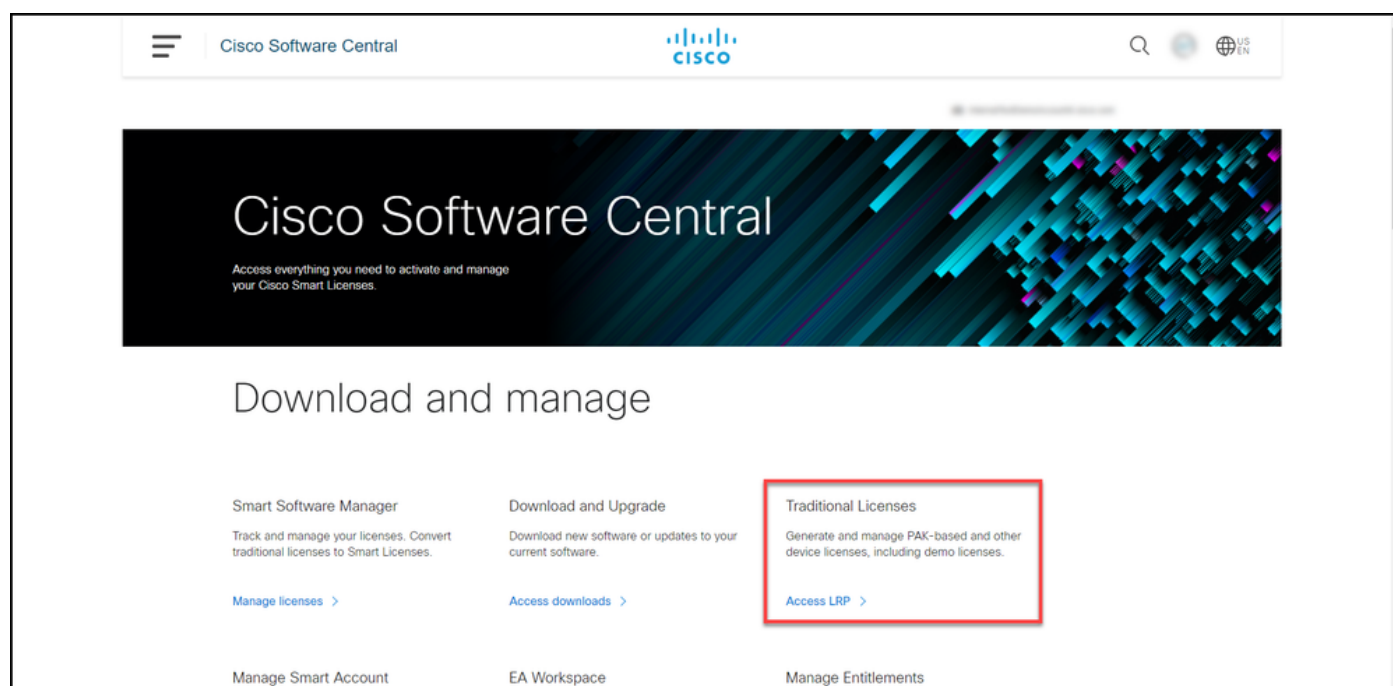 Cisco Software Central
CISCO
US
EN
Cisco Software Central
Access everything you need to activate and manage
your Cisco Smart Licenses.
Download and manage
Smart Software Manager
Track and manage your licenses. Convert
traditional licenses to Smart Licenses.
Manage licenses >
Download and Upgrade
Download new software or updates to your
current software.
Access downloads >
Traditional Licenses
Generate and manage PAK-based and other
device licenses, including demo licenses.
Access LRP >
Manage Smart Account
EA Workspace
Manage Entitlements